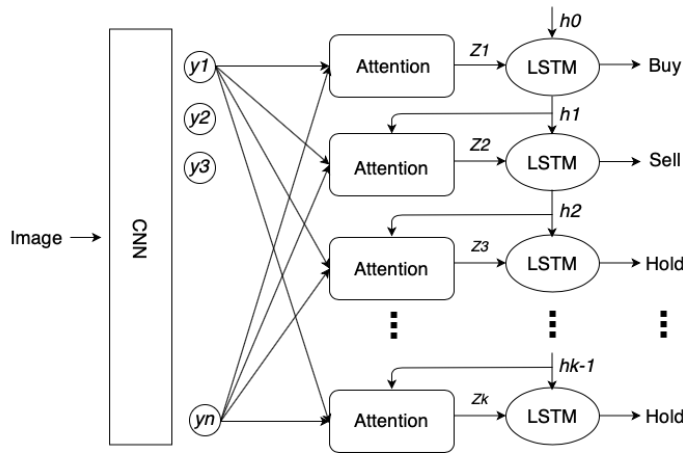 h0
y1
Attention
Z1
LSTM
Buy
h1
y2
y3
Attention
Z2
LSTM
Sell
h2
Image
CNN
Attention
Z3
LSTM
Hold
hk-1
yn
Attention
Zk
LSTM
Hold